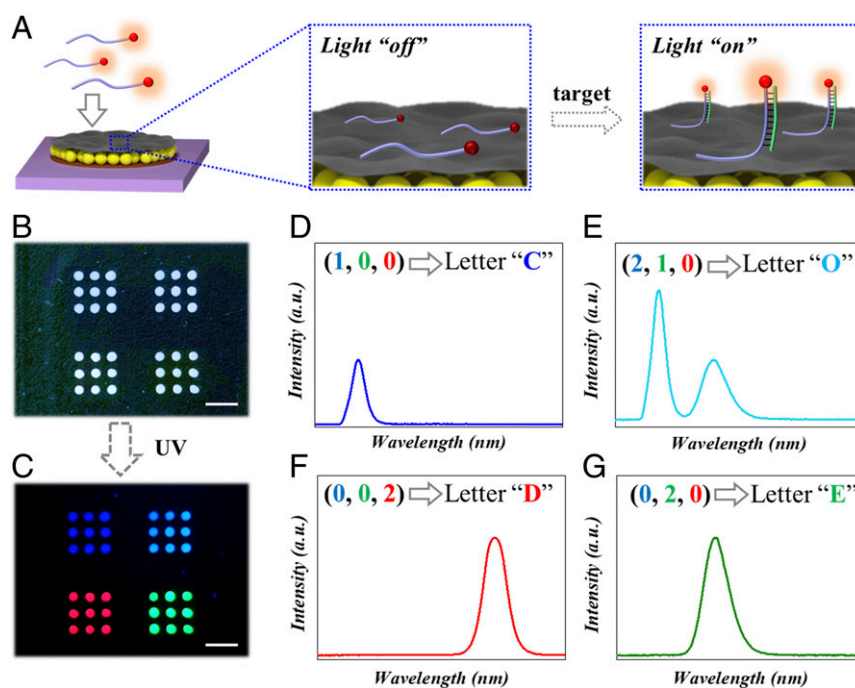 A
Light "off"
target
Light "on"
B
UV
C
D
(1, 0, 0) Letter "C"
Intensity (a.u.)
Wavelength (nm)
E
(2, 1, 0) Letter "O"
Intensity (a.u.)
Wavelength (nm)
F
(0, 0, 2) Letter "D"
Intensity (a.u.)
Wavelength (nm)
G
(0, 2, 0) Letter "E"
Intensity (a.u.)
Wavelength (nm)